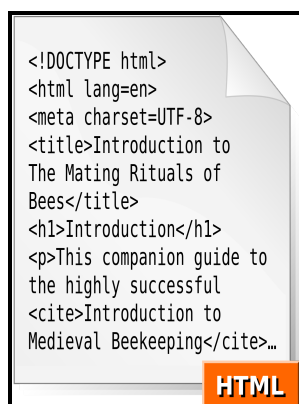 <!DOCTYPE html>
<html lang=en>
<meta charset=UTF-8>
<title>Introduction to
The Mating Rituals of
Bees</title>
<h1>Introduction</h1>
<p>This companion guide to
the highly successful
<cite>Introduction to
Medieval Beekeeping</cite>…
HTML